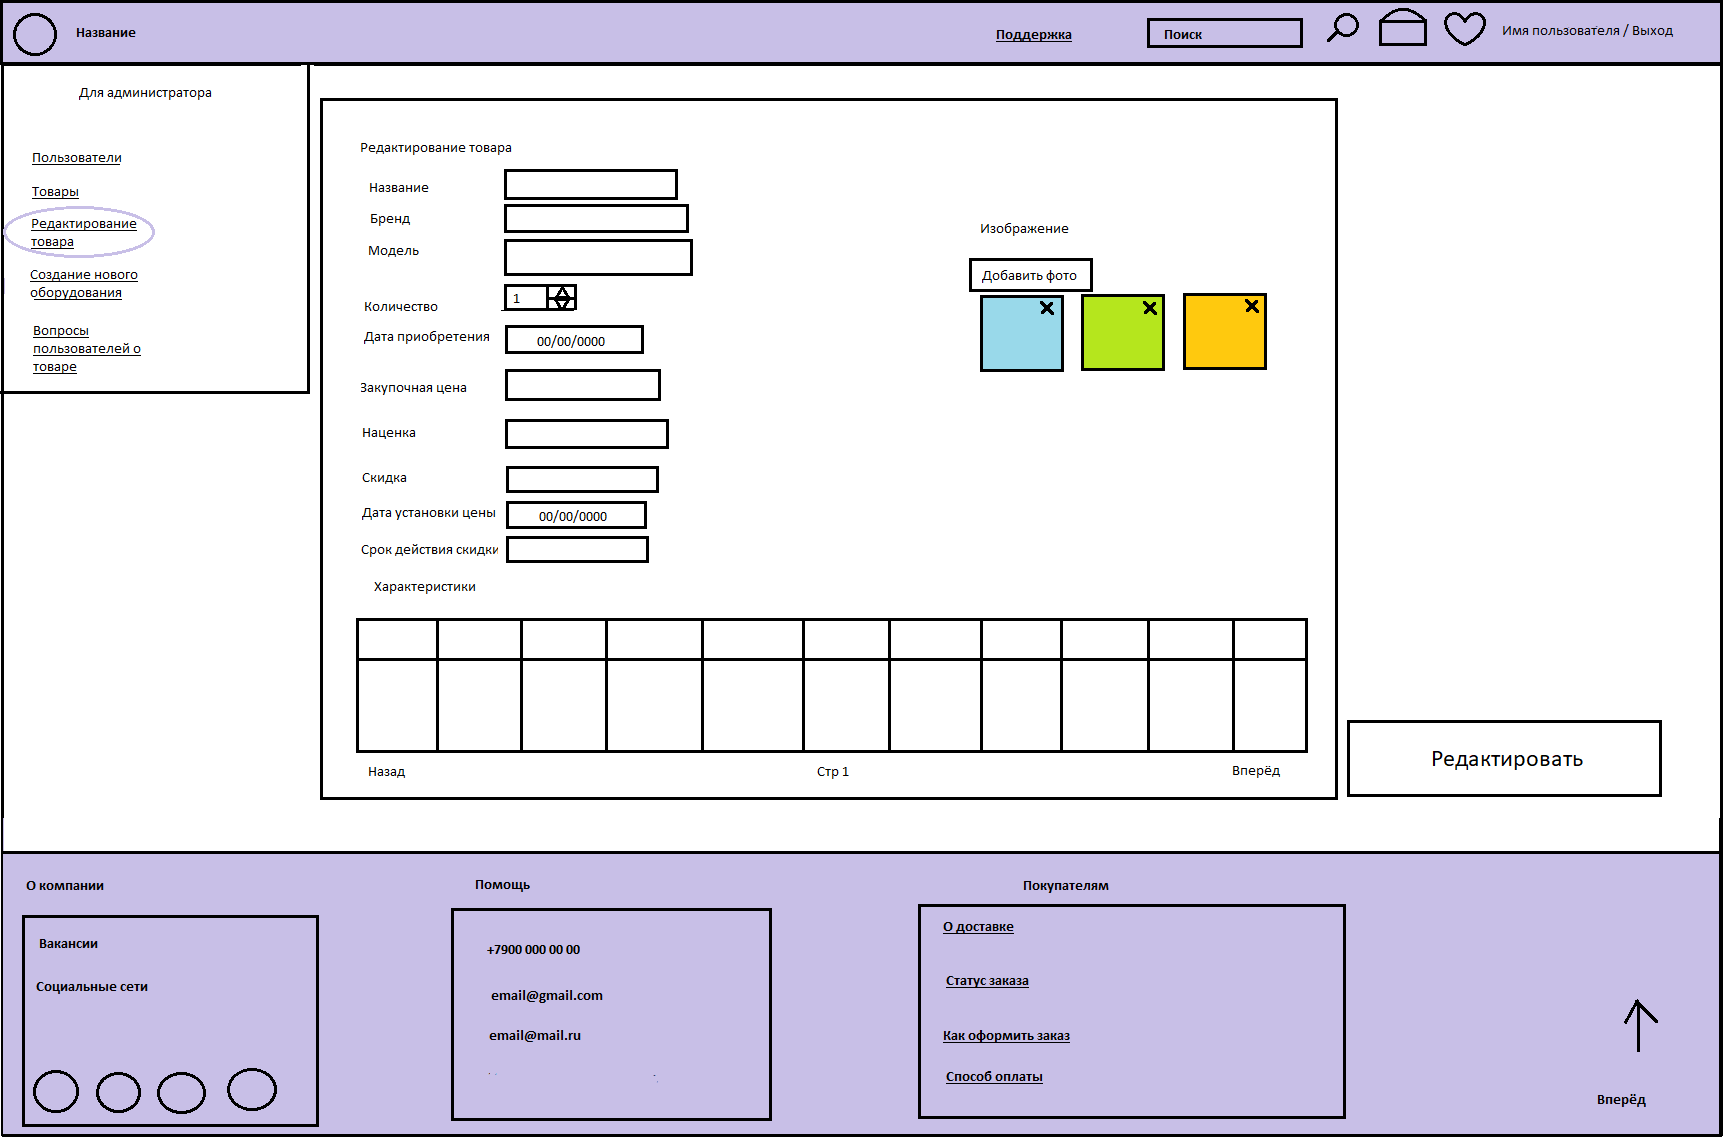 Название
Поддержка
Поиск
Имя пользователя / Выход
Для администратора
Пользователи
Товары
Редактирование
товара
Создание нового
оборудования
Вопросы
пользователей о
товаре
Редактирование товара
Название
Бренд
Модель
Количество
1
Дата приобретения
00/00/0000
Закупочная цена
Наценка
Скидка
Дата установки цены
00/00/0000
Срок действия скидки
Изображение
Добавить фото
Характеристики
Назад
Стр 1
Вперёд
Редактировать
О компании
Вакансии
Социальные сети
Помощь
+7900 000 00 00
email@gmail.com
email@mail.ru
Покупателям
О доставке
Статус заказа
Как оформить заказ
Способ оплаты
Вперёд